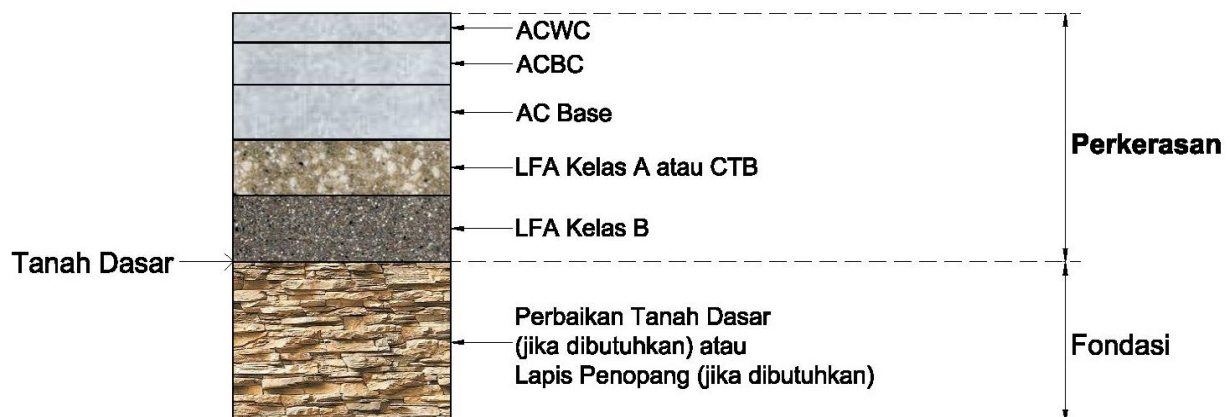 ACWC
ACBC
AC Base
LFA Kelas A atau CTB
LFA Kelas B
Perkerasan
Tanah Dasar
Perbaikan Tanah Dasar
(jika dibutuhkan) atau
Lapis Penopang (jika dibutuhkan)
Fondasi